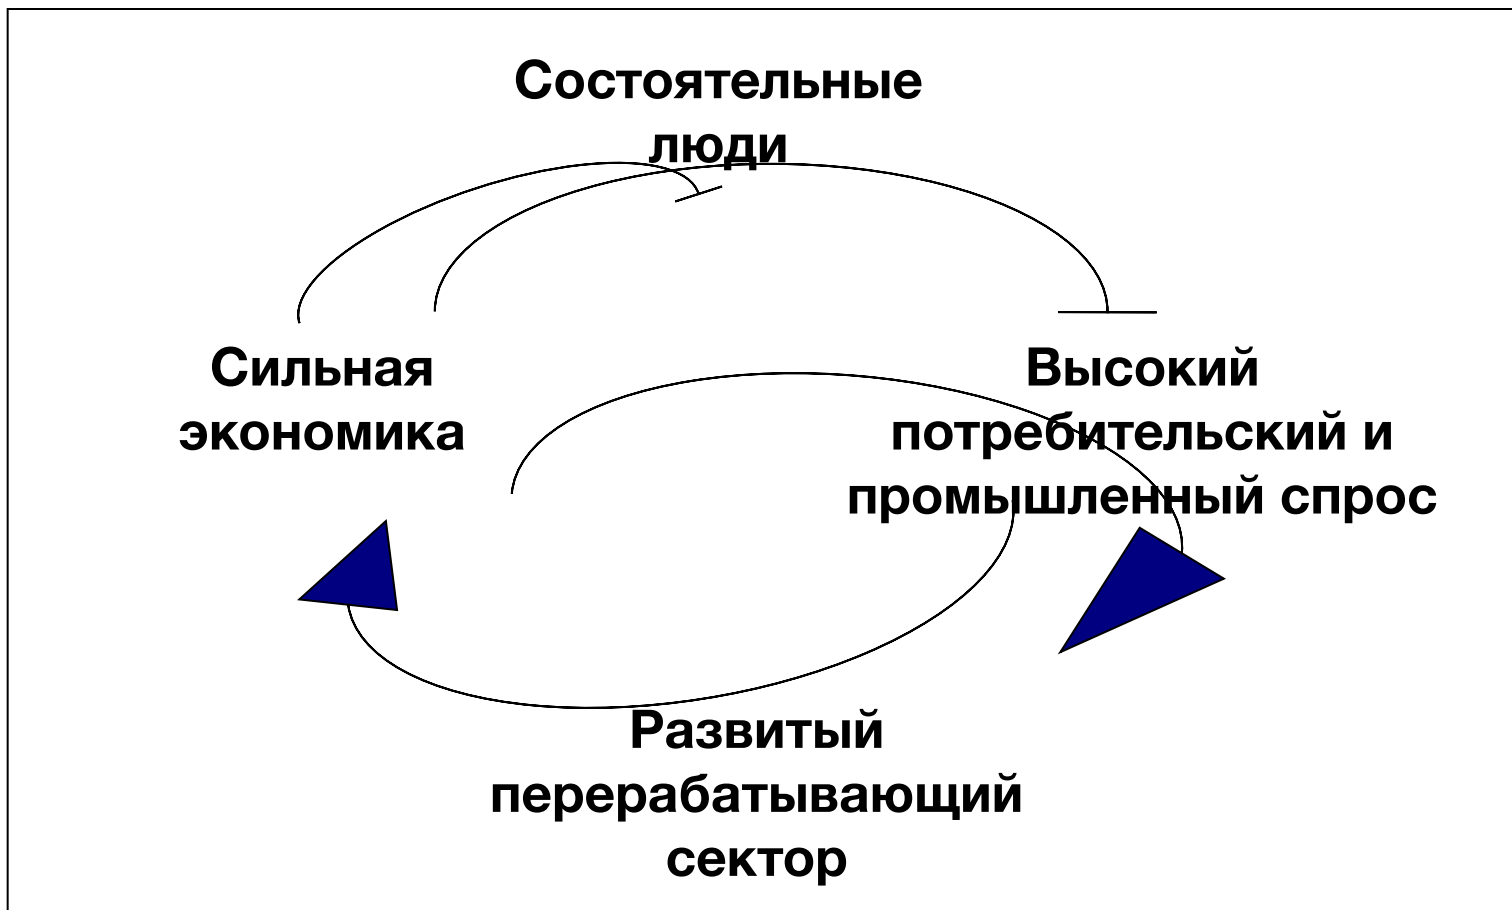 Состоятельные
люди
Сильная
экономика
Высокий
потребительский и
промышленный спрос
Развитый
перерабатывающий
сектор